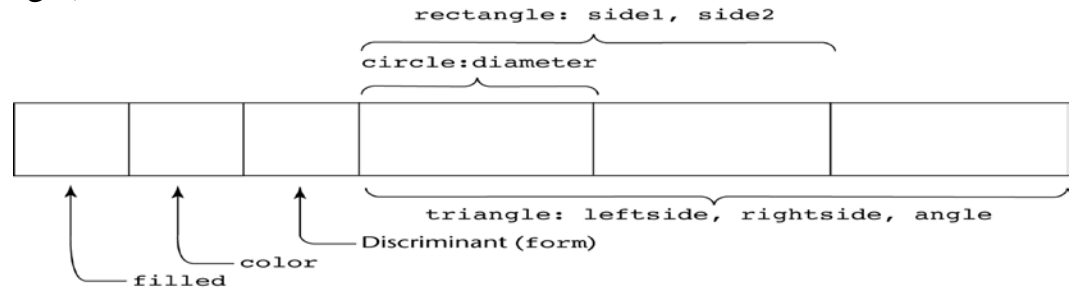 rectangle: side1, side2
circle:diameter
triangle: leftside, rightside, angle
Discriminant (form)
color
filled